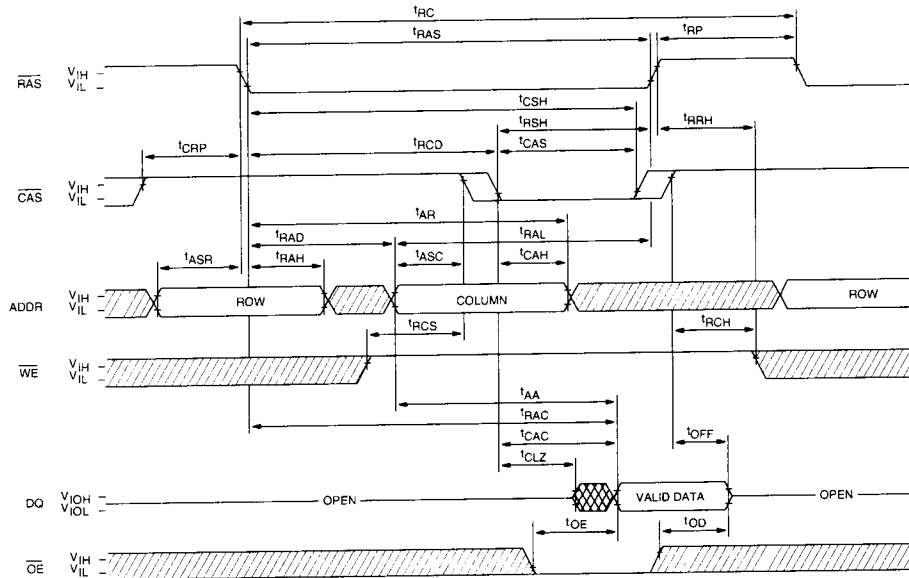 tRC
tRAS
tRP
RAS
VIH
VIL
tCSH
tRSH
tRRH
tCRP
tRCD
tCAS
CAS
VIH
VIL
tAR
tRAD
tRAL
tASR
tRAH
tASC
tCAH
ADDR
VIH
VIL
ROW
COLUMN
ROW
tRCS
tRCH
WE
VIH
VIL
tAA
tRAC
tCAC
tOFF
tCLZ
DQ
VIOH
VIOL
OPEN
VALID DATA
OPEN
tOE
tOD
OE
VIH
VIL